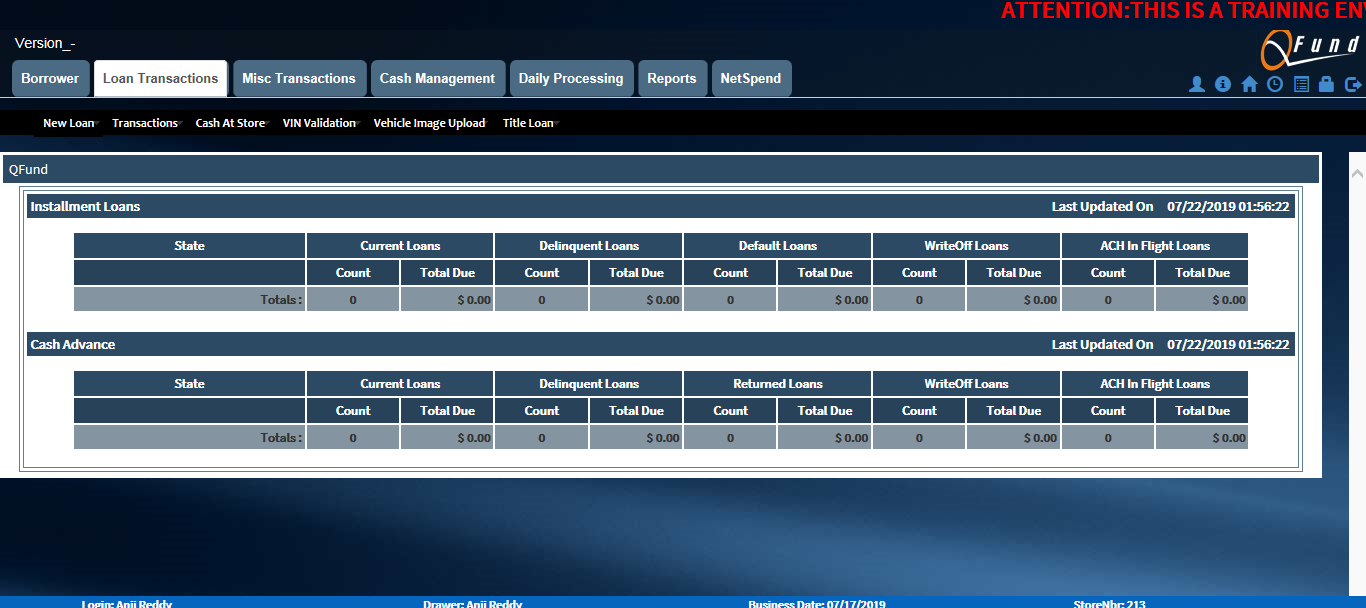 ATTENTION:THIS IS A TRAINING EN
Version_-
QFund
Borrower Loan Transactions Misc Transactions Cash Management Daily Processing Reports NetSpend
New Loan Transactions Cash At Store VIN Validation Vehicle Image Upload Title Loan
QFund
Installment Loans Last Updated On 07/22/2019 01:56:22
State Current Loans Delinquent Loans Default Loans WriteOff Loans ACH In Flight Loans
Count Total Due Count Total Due Count Total Due Count Total Due Count Total Due
Totals : 0 $ 0.00 0 $ 0.00 0 $ 0.00 0 $ 0.00 0 $ 0.00
Cash Advance Last Updated On 07/22/2019 01:56:22
State Current Loans Delinquent Loans Returned Loans WriteOff Loans ACH In Flight Loans
Count Total Due Count Total Due Count Total Due Count Total Due Count Total Due
Totals : 0 $ 0.00 0 $ 0.00 0 $ 0.00 0 $ 0.00 0 $ 0.00
Login: Anji Reddy Drawer: Anji Reddy Business Date: 07/17/2019 StoreNbr: 213